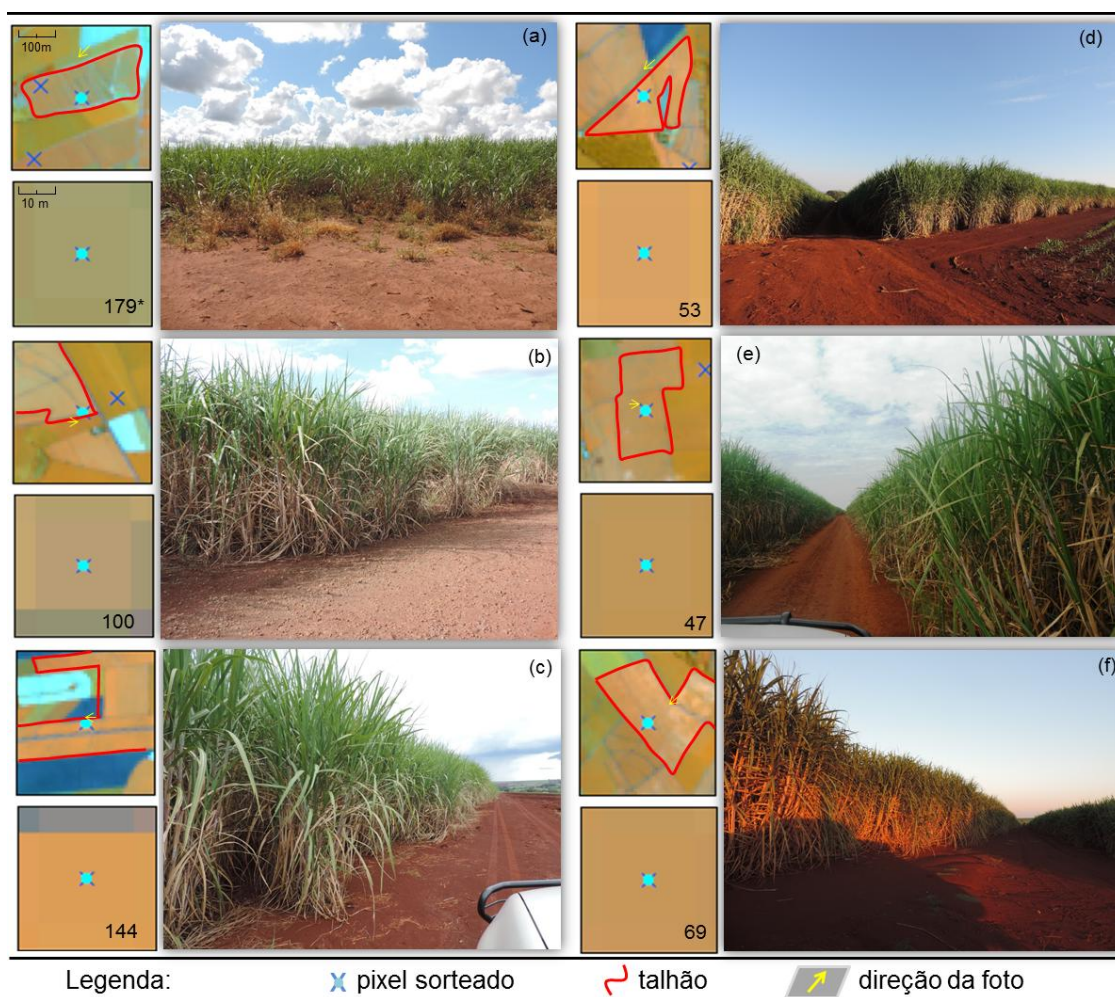 100m
(a)
10 m
179*
(b)
100
(c)
144
(d)
53
(e)
47
(f)
69
Legenda:
pixel sorteado
talhão
direção da foto